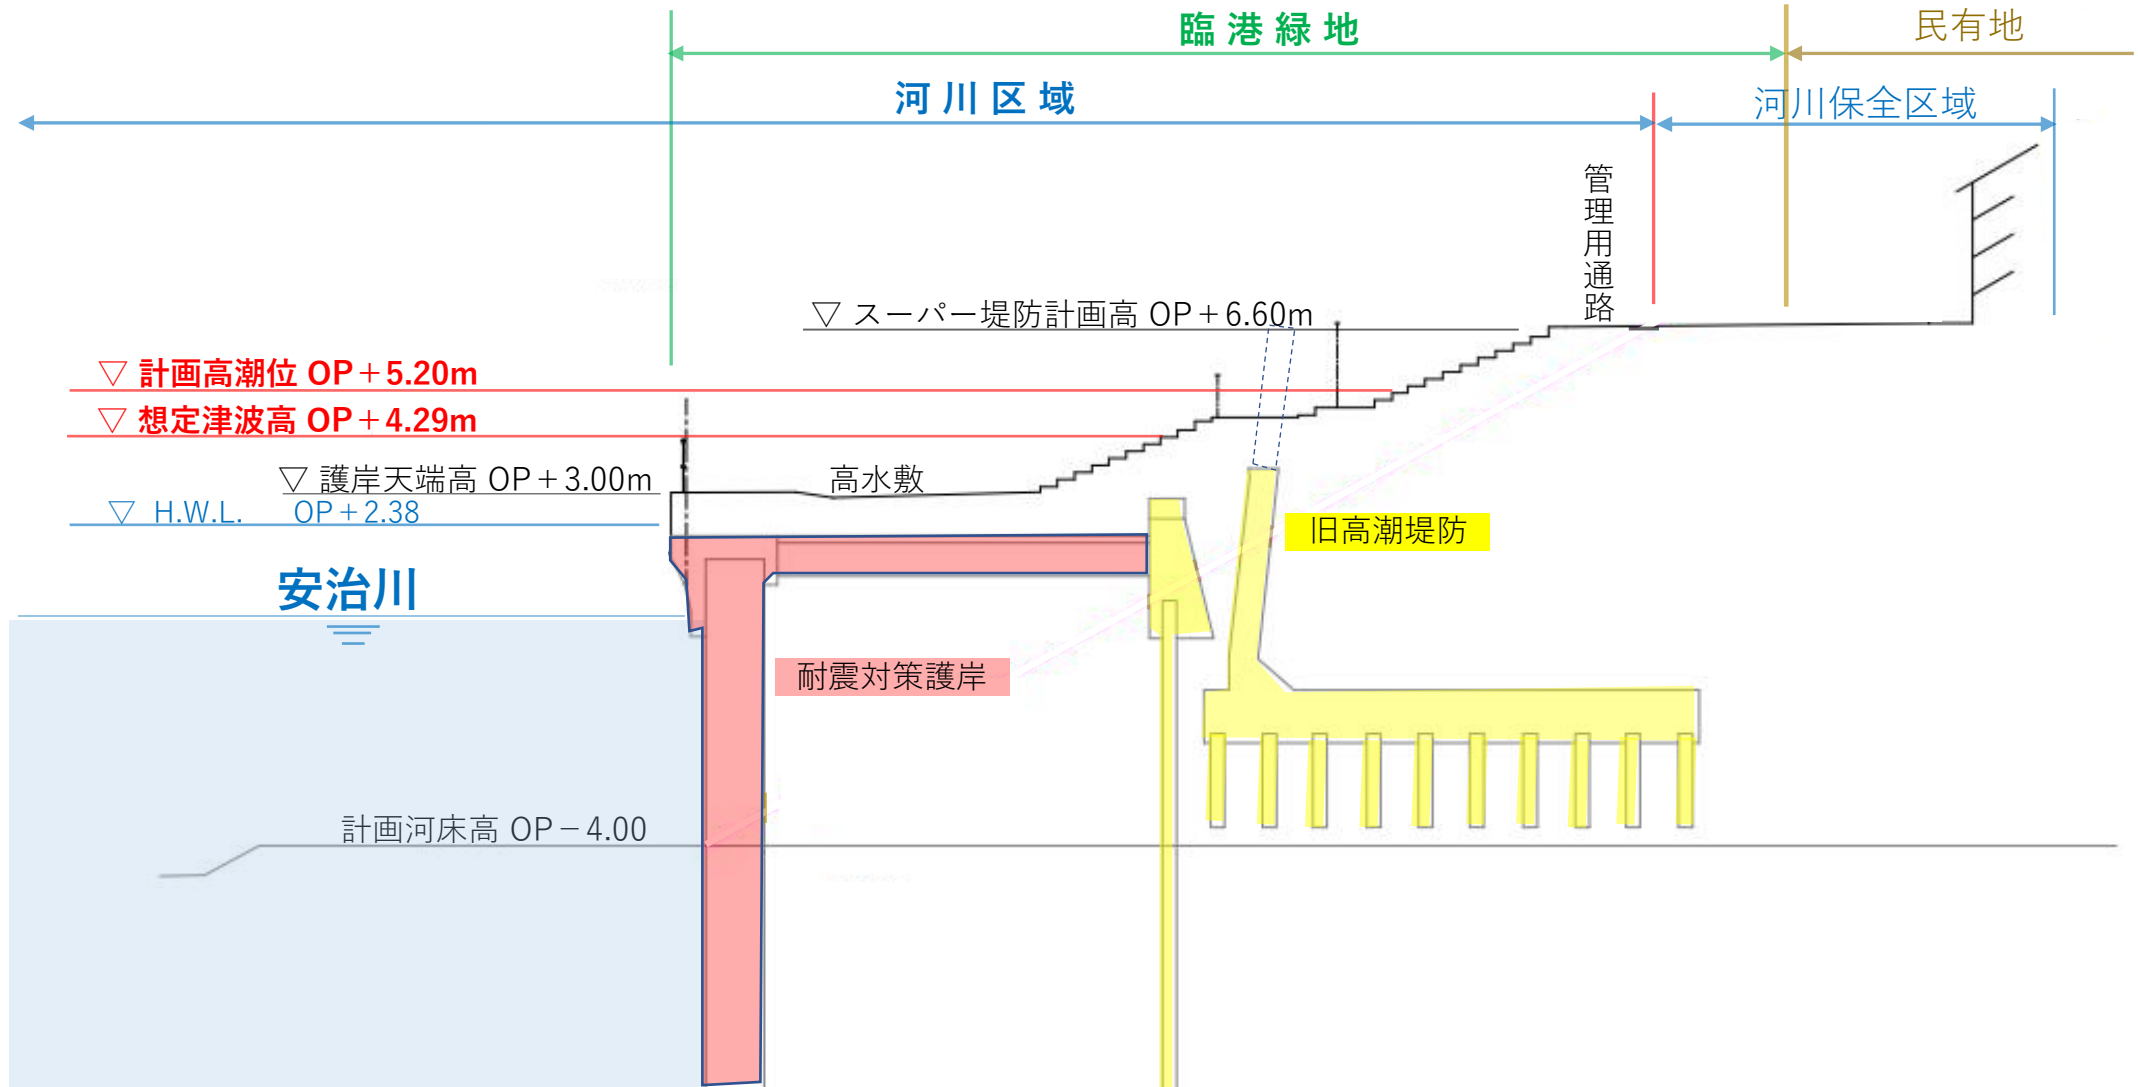 臨港緑地
民有地
河川区域
河川保全区域
管理用通路
▽ スーパー堤防計画高 OP＋6.60m
▽ 計画高潮位 OP＋5.20m
▽ 想定津波高 OP＋4.29m
▽ 護岸天端高 OP＋3.00m
高水敷
▽ H.W.L. OP＋2.38
旧高潮堤防
安治川
耐震対策護岸
計画河床高 OP－4.00